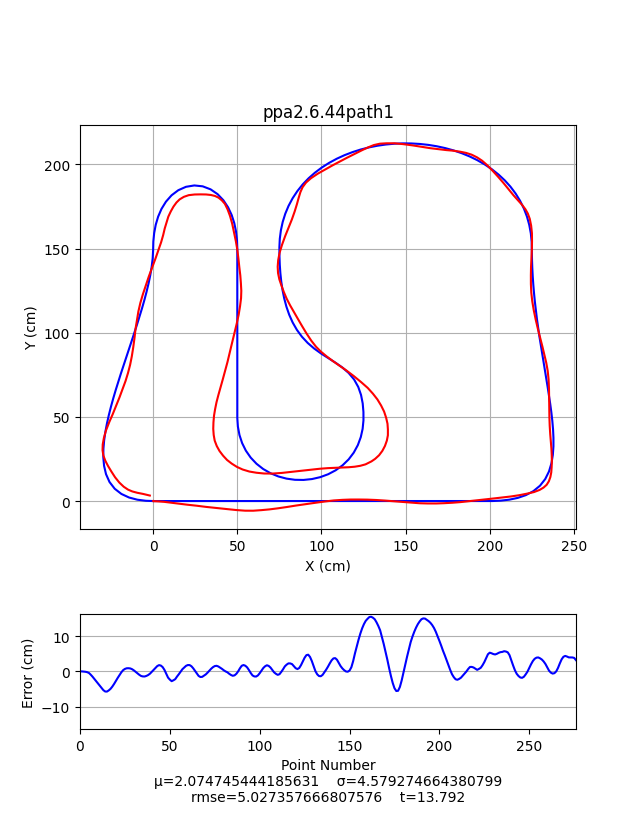 ppa2.6.44path1
200
150
100
50
0
Y (cm)
0 50 100 150 200 250
X (cm)
10
0
−10
Error (cm)
0 50 100 150 200 250
Point Number
μ=2.074745444185631 σ=4.579274664380799
rmse=5.027357666807576 t=13.792